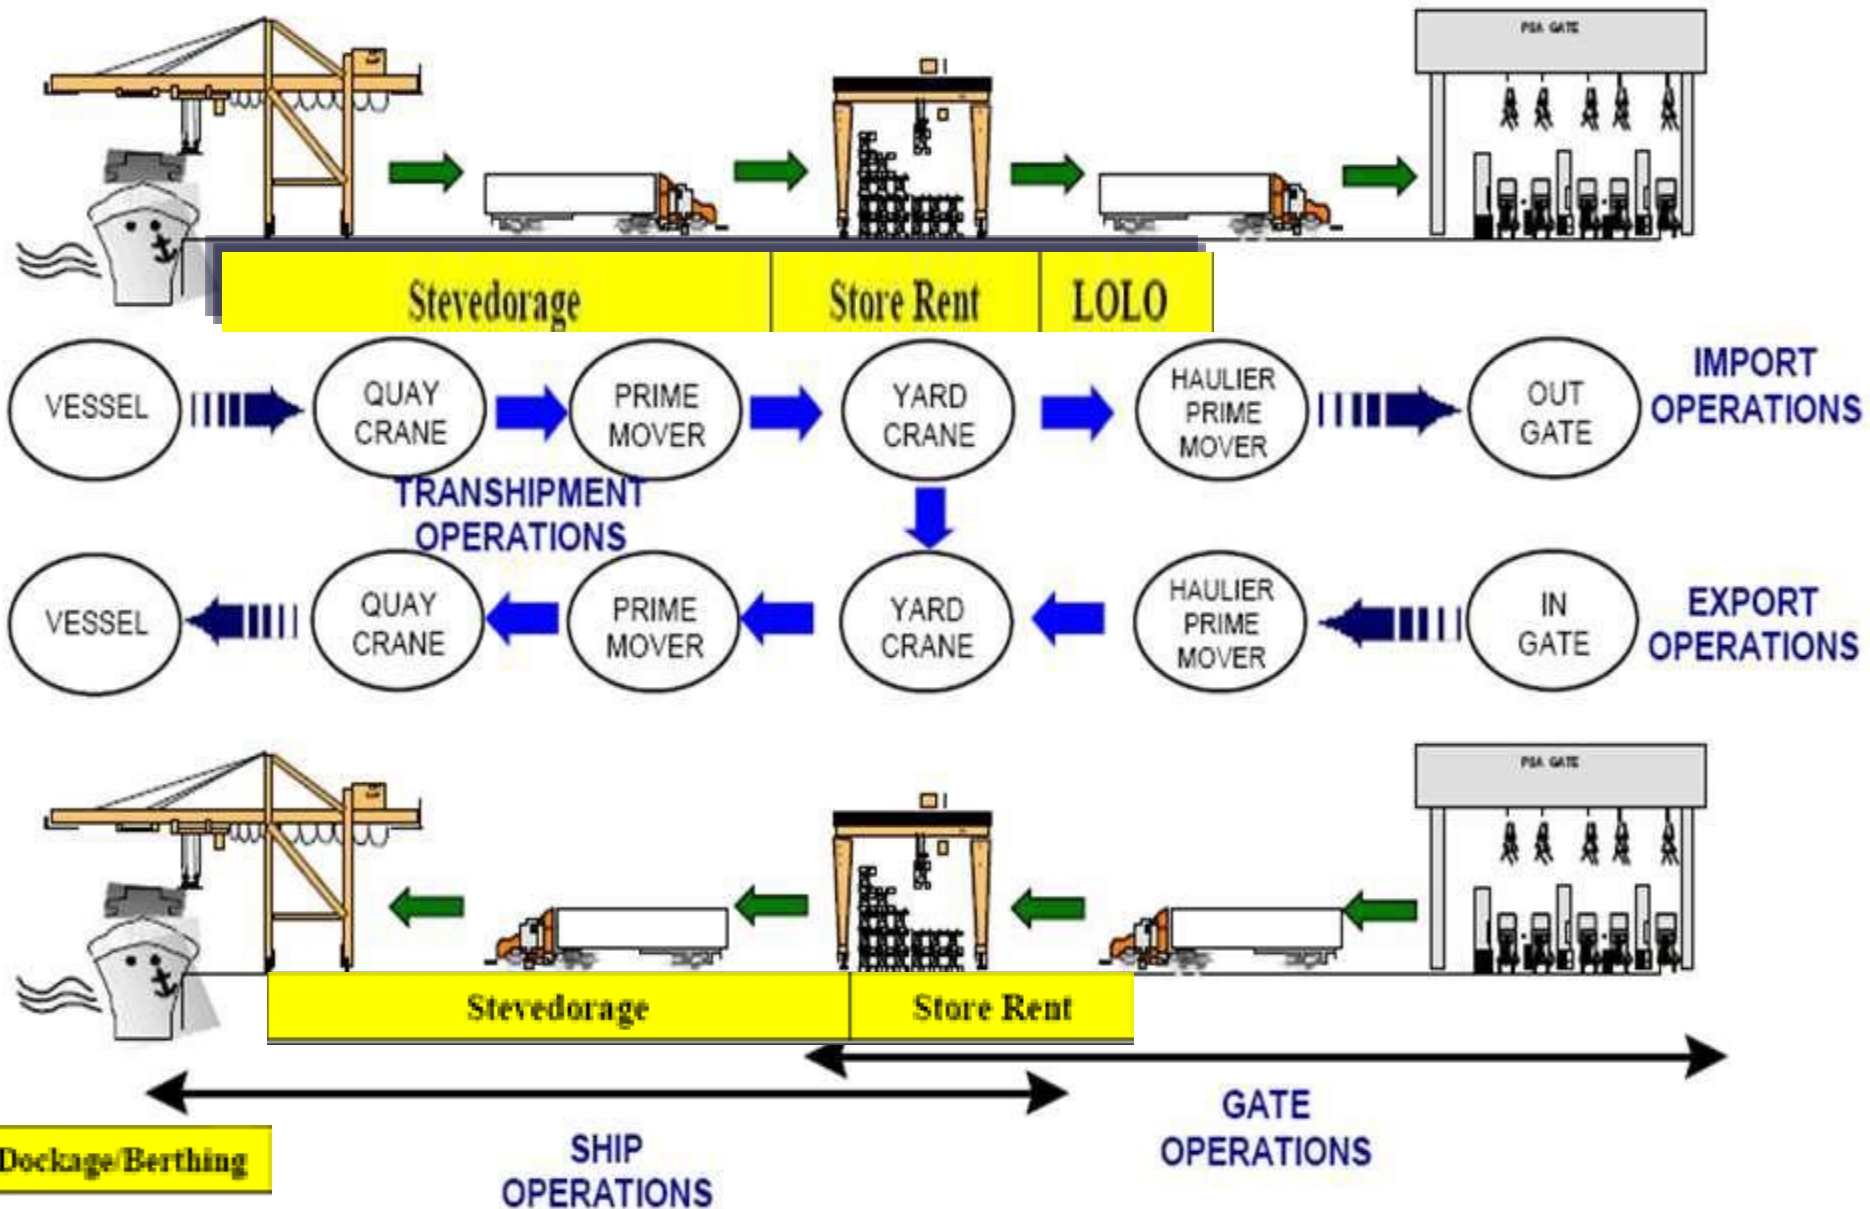 PSA GATE
Stevedorage
Store Rent
LOLO
VESSEL
QUAY
CRANE
PRIME
MOVER
YARD
CRANE
HAULIER
PRIME
MOVER
OUT
GATE
IMPORT
OPERATIONS
TRANSHIPMENT
OPERATIONS
VESSEL
QUAY
CRANE
PRIME
MOVER
YARD
CRANE
HAULIER
PRIME
MOVER
IN
GATE
EXPORT
OPERATIONS
PSA GATE
Stevedorage
Store Rent
GATE
OPERATIONS
Dockage/Berthing
SHIP
OPERATIONS